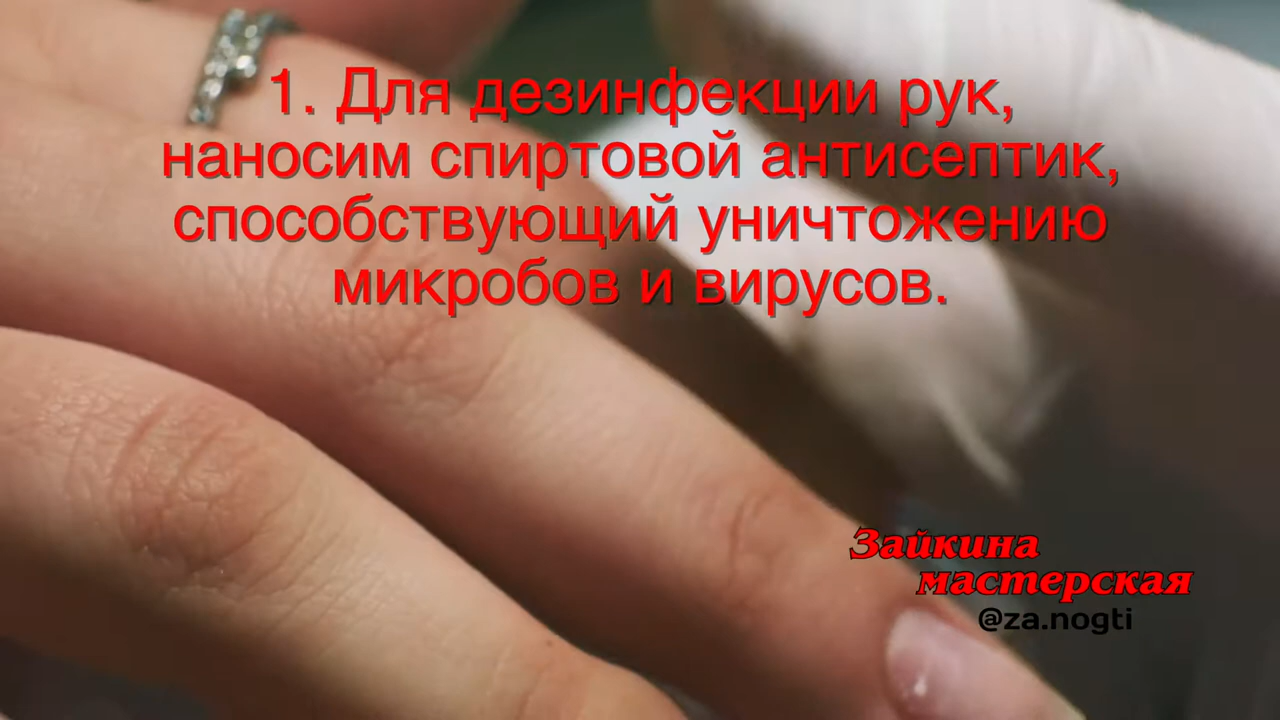 1. Для дезинфекции рук,
наносим спиртовой антисептик,
способствующий уничтожению
микробов и вирусов.
Зайкина
мастерская
@za.nogti